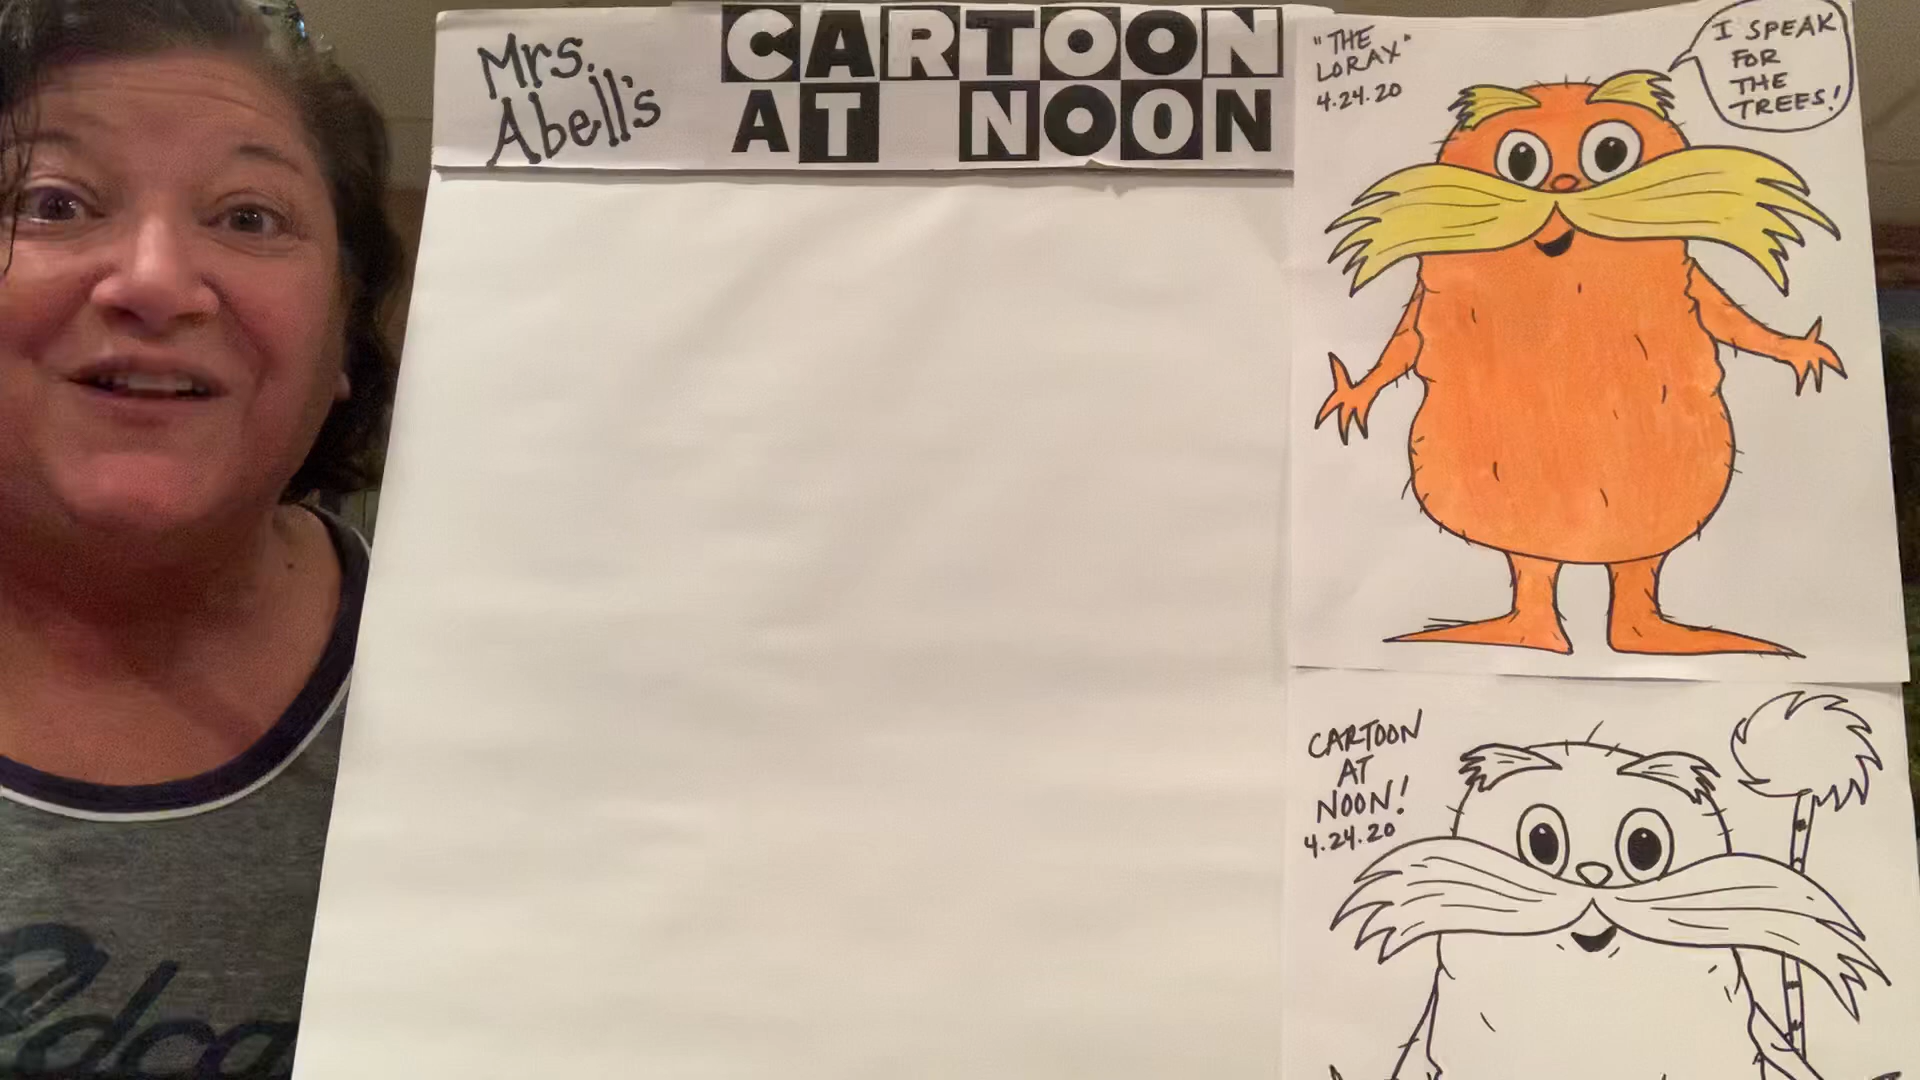 Mrs.
Abell's
CARTOON
AT NOON
"THE
LORAX"
4.24.20
I SPEAK
FOR
THE
TREES!
CARTOON
AT
NOON!
4.24.20